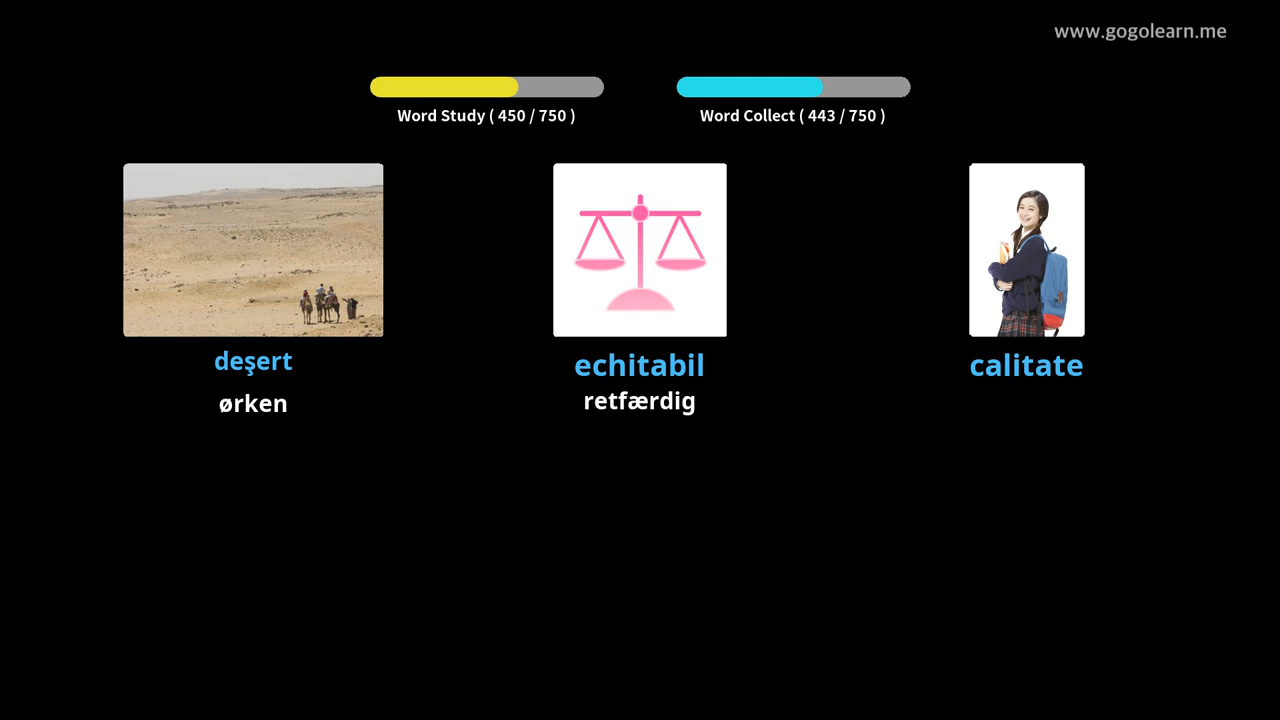 www.gogolearn.me
Word Study ( 450 / 750 )
Word Collect ( 443 / 750 )
deşert
ørken
echitabil
retfærdig
calitate